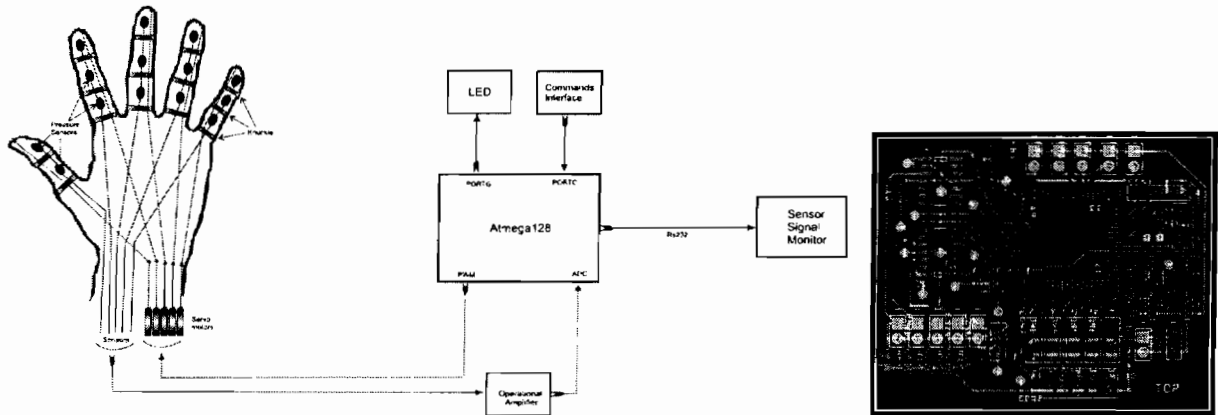 Pressure
Sensors
Knuckle
Servo
motors
Sensors
LED
Commands
Interface
PORTG
PORTC
Atmega128
PWM
ADC
Rs232
Sensor
Signal
Monitor
Operational
Amplifier
TOP